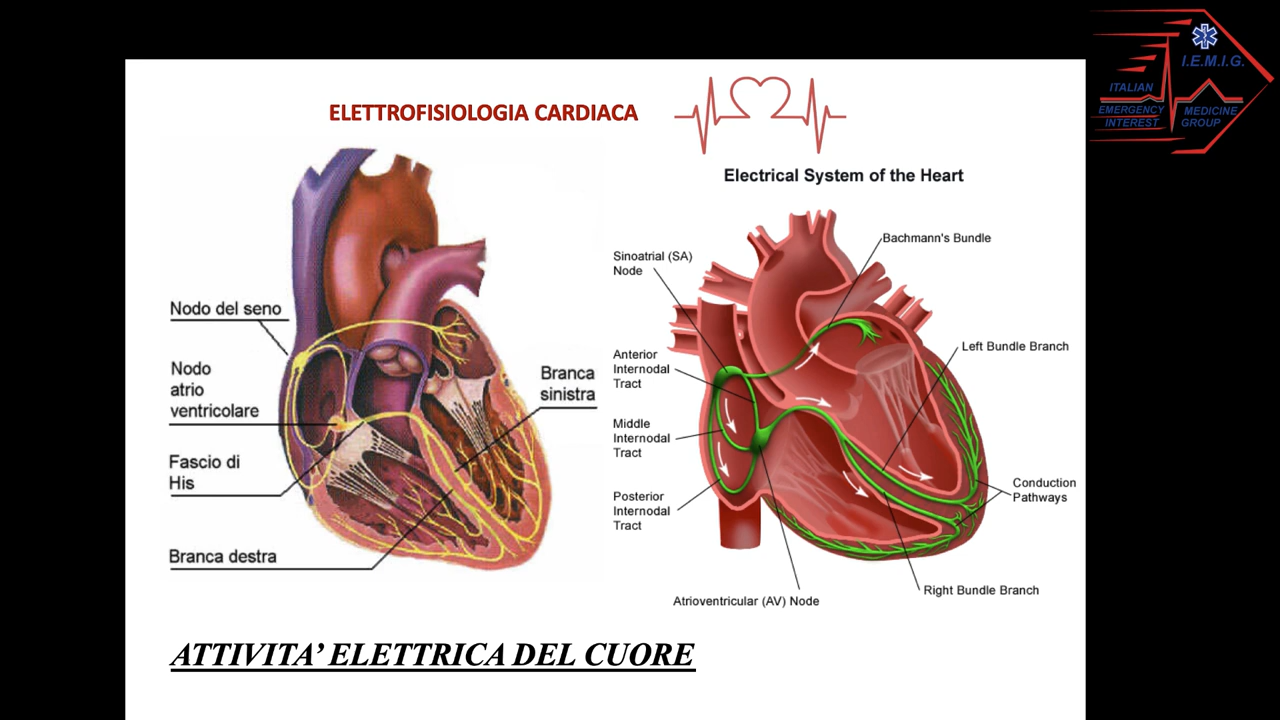 I.E.M.I.G.
ITALIAN
EMERGENCY MEDICINE
INTEREST GROUP
ELETTROFISIOLOGIA CARDIACA
Nodo del seno
Nodo
atrio
ventricolare
Fascio di
His
Branca destra
Branca
sinistra
Electrical System of the Heart
Bachmann's Bundle
Sinoatrial (SA)
Node
Anterior
Internodal
Tract
Middle
Internodal
Tract
Posterior
Internodal
Tract
Left Bundle Branch
Conduction
Pathways
Right Bundle Branch
Atrioventricular (AV) Node
ATTIVITA’ ELETTRICA DEL CUORE